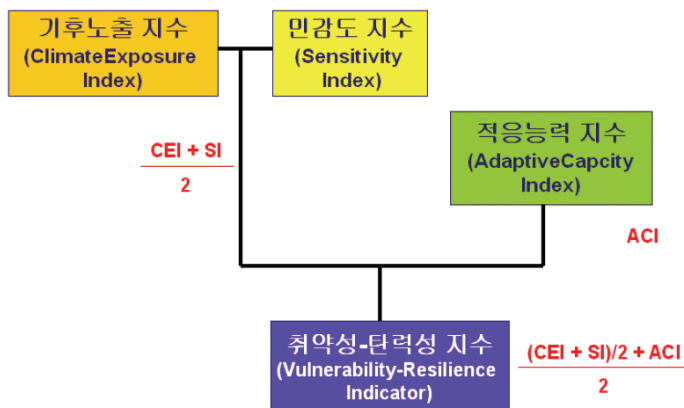 기후노출 지수
(ClimateExposure
Index)
민감도 지수
(Sensitivity
Index)
적응능력 지수
(AdaptiveCapcity
Index)
CEI + SI
2
ACI
취약성-탄력성 지수
(Vulnerability-Resilience
Indicator)
(CEI + SI)/2 + ACI
2